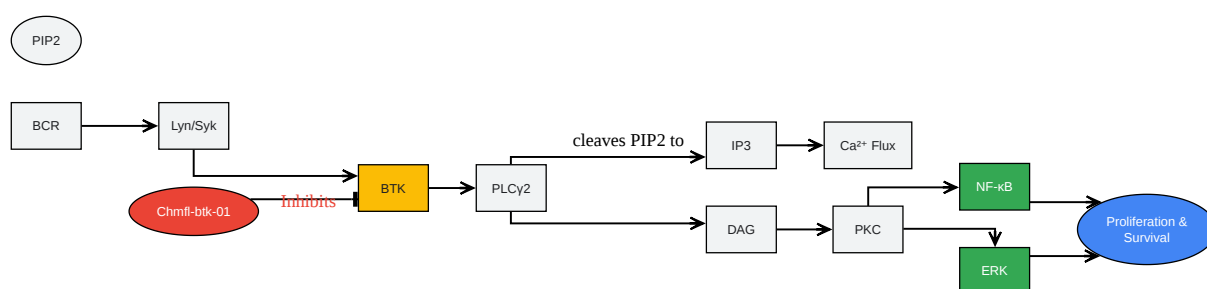 PIP2
BCR
Lyn/Syk
cleaves PIP2 to
IP3
Ca²⁺ Flux
BTK
PLCγ2
NF-κB
Chmfl-btk-01
Inhibits
DAG
PKC
Proliferation &
Survival
ERK